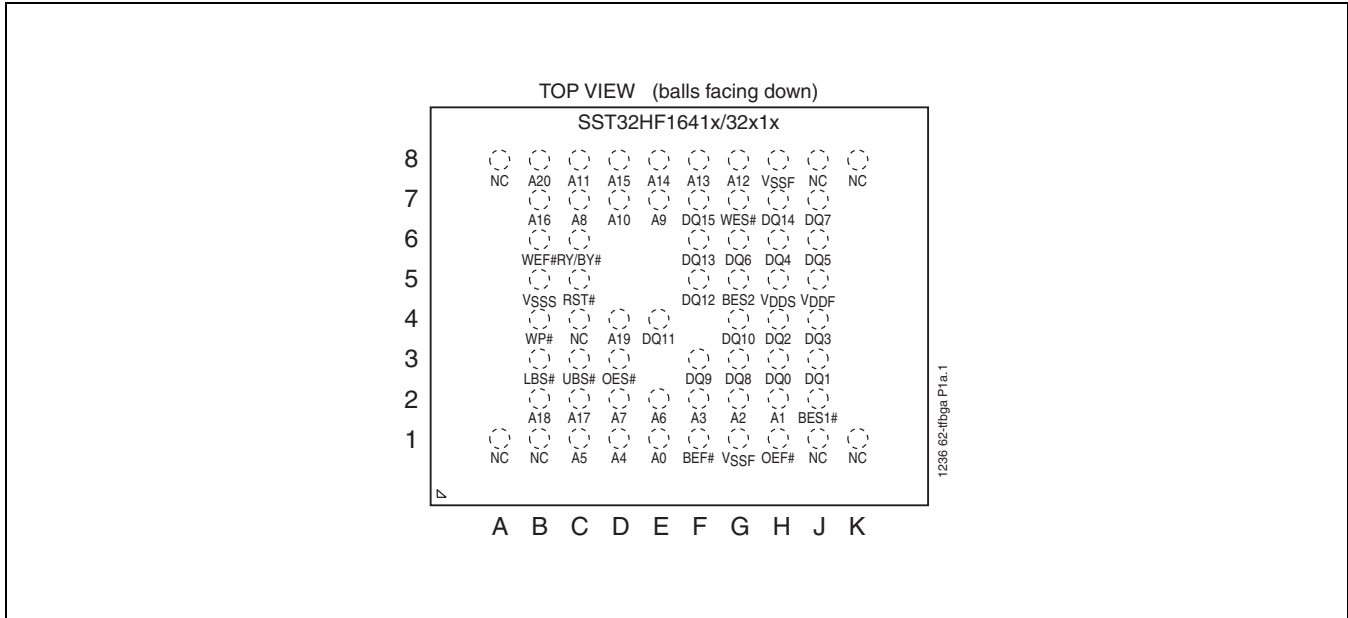 TOP VIEW (balls facing down)
SST32HF1641x/32x1x
8
NC A20 A11 A15 A14 A13 A12 VSSF NC NC
7
A16 A8 A10 A9 DQ15 WES# DQ14 DQ7
6
WEF# RY/BY# DQ13 DQ6 DQ4 DQ5
5
VSSS RST# DQ12 BES2 VDDS VDDF
4
WP# NC A19 DQ11 DQ10 DQ2 DQ3
3
LBS# UBS# OES# DQ9 DQ8 DQ0 DQ1
2
A18 A17 A7 A6 A3 A2 A1 BES1#
1
NC NC A5 A4 A0 BEF# VSSF OEF# NC NC
A B C D E F G H J K
1236 62-tfbga P1a.1